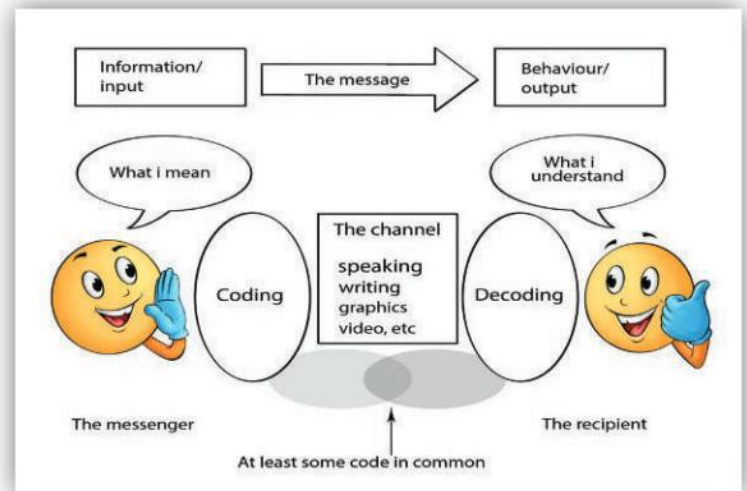 Information/
input
The message
Behaviour/
output
What i mean
What i
understand
Coding
The channel
speaking
writing
graphics
video, etc
Decoding
The messenger
The recipient
At least some code in common